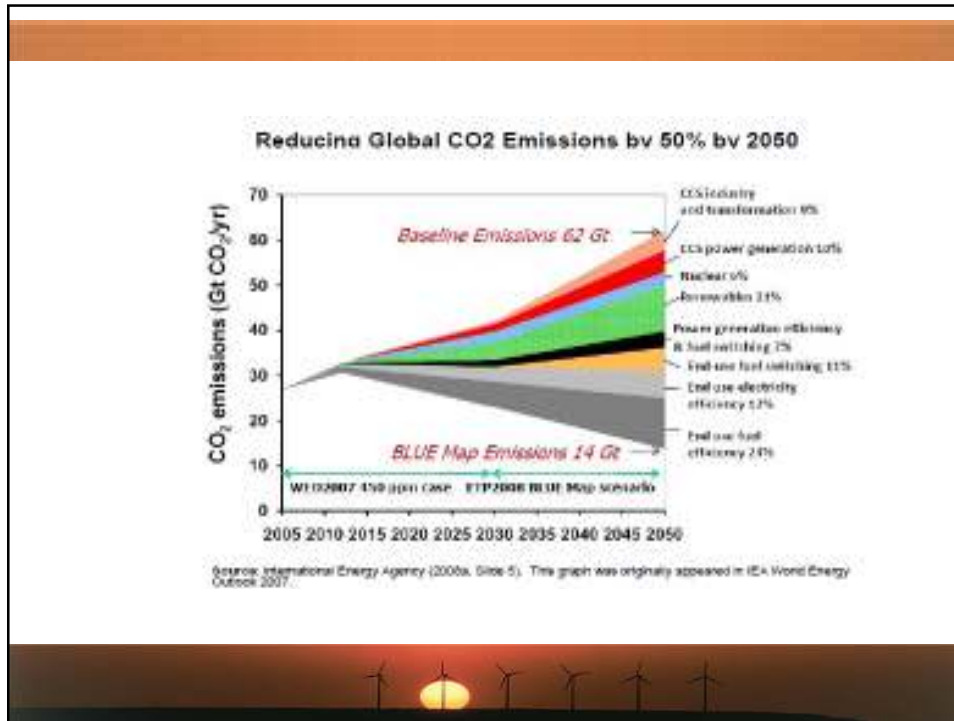 Reducing Global CO2 Emissions by 50% by 2050
CO2 emissions (Gt CO2/yr)
70
60
50
40
30
20
10
0
2005 2010 2015 2020 2025 2030 2035 2040 2045 2050
Baseline Emissions 62 Gt
BLUE Map Emissions 14 Gt
WEO2007 450 ppm case
ETP2008 BLUE Map scenario
CCS industry
and transformation 9%
CCS power generation 10%
Nuclear 6%
Renewables 21%
Power generation efficiency
& fuel switching 7%
End-use fuel switching 11%
End use electricity
efficiency 12%
End use fuel
efficiency 24%
Source: International Energy Agency (2008a, Slide 5). This graph was originally appeared in IEA World Energy
Outlook 2007